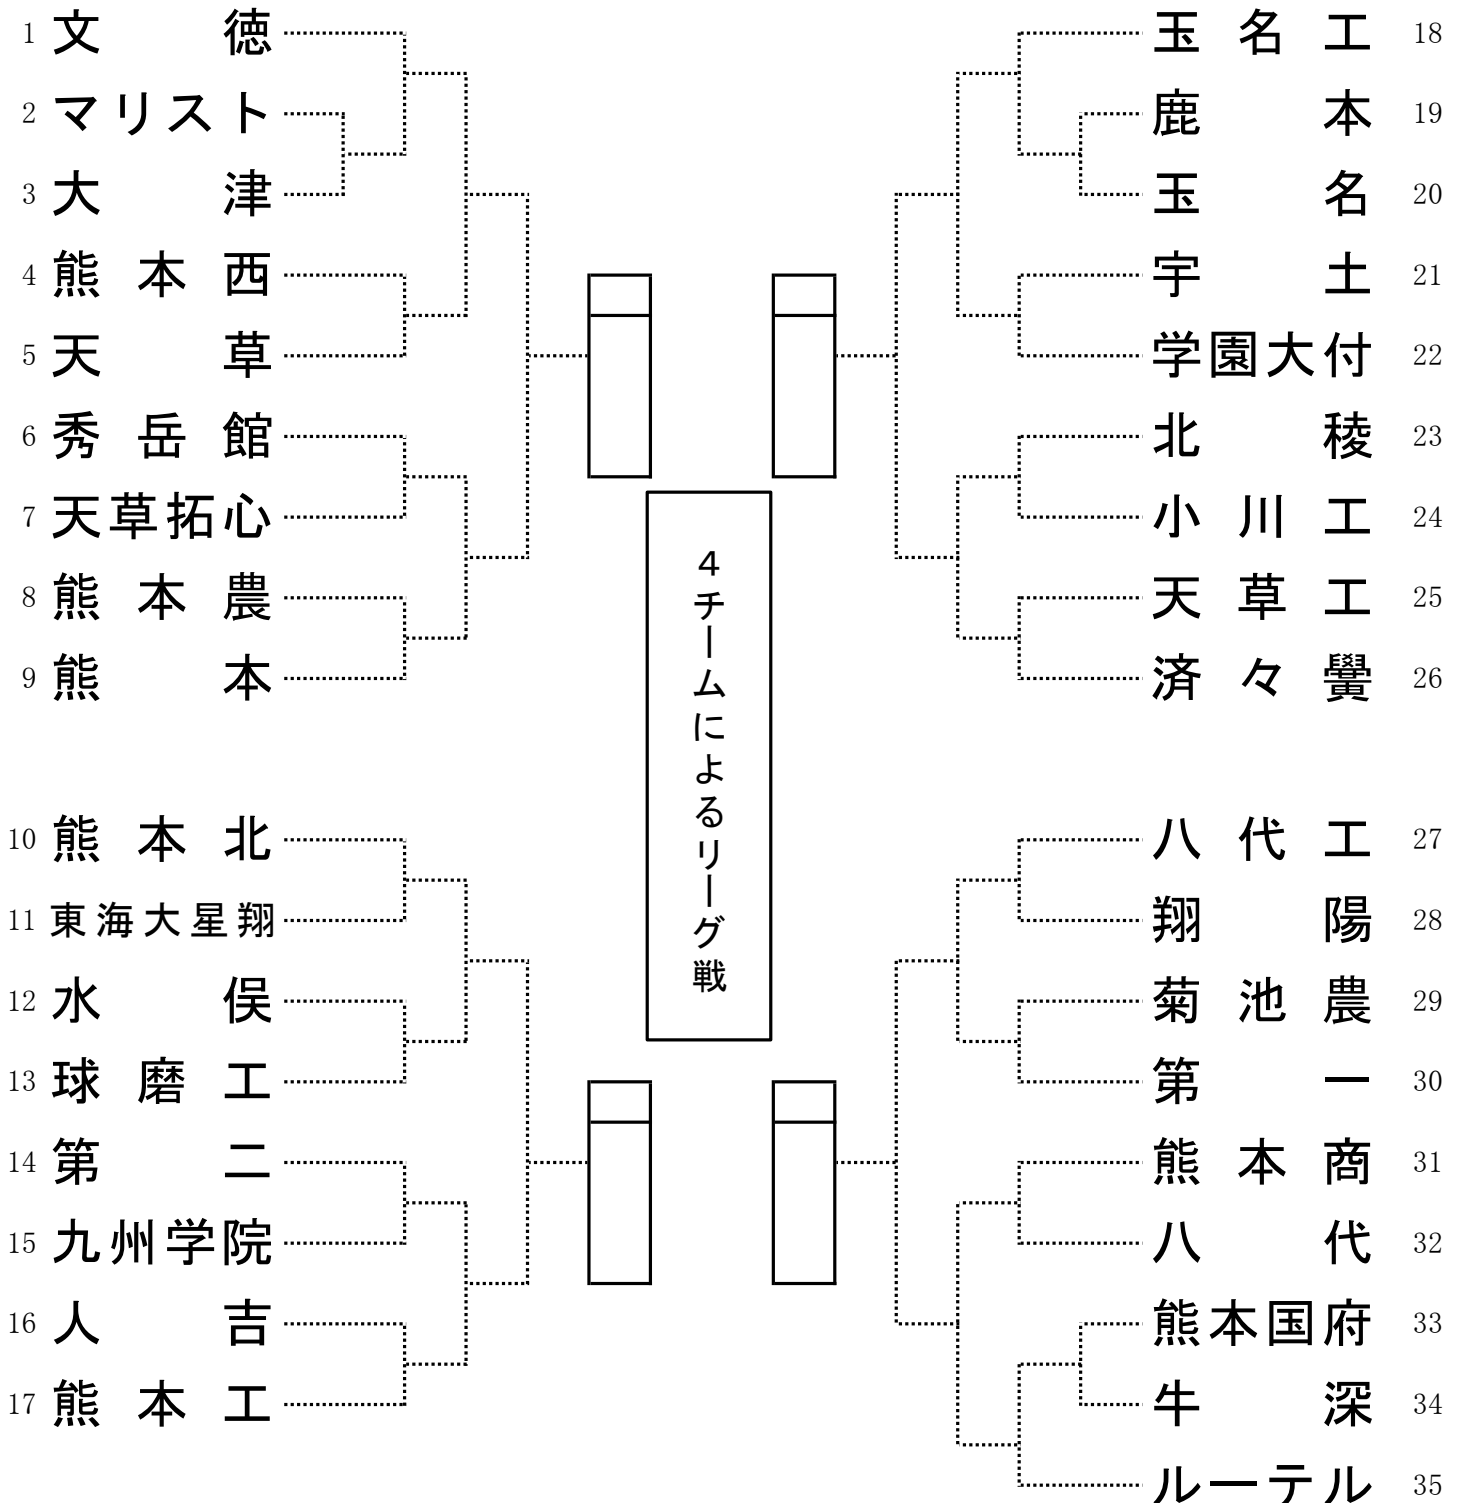 1 文徳
2 マリスト
3 大津
4 熊本西
5 天草
6 秀岳館
7 天草拓心
8 熊本農
9 熊本
10 熊本北
11 東海大星翔
12 水俣
13 球磨工
14 第二
15 九州学院
16 人吉
17 熊本工
4チームによるリーグ戦
玉名工 18
鹿本 19
玉名 20
宇土 21
学園大付 22
北稜 23
小川工 24
天草工 25
済々黌 26
八代工 27
翔陽 28
菊池農 29
第一 30
熊本商 31
八代 32
熊本国府 33
牛深 34
ルーテル 35